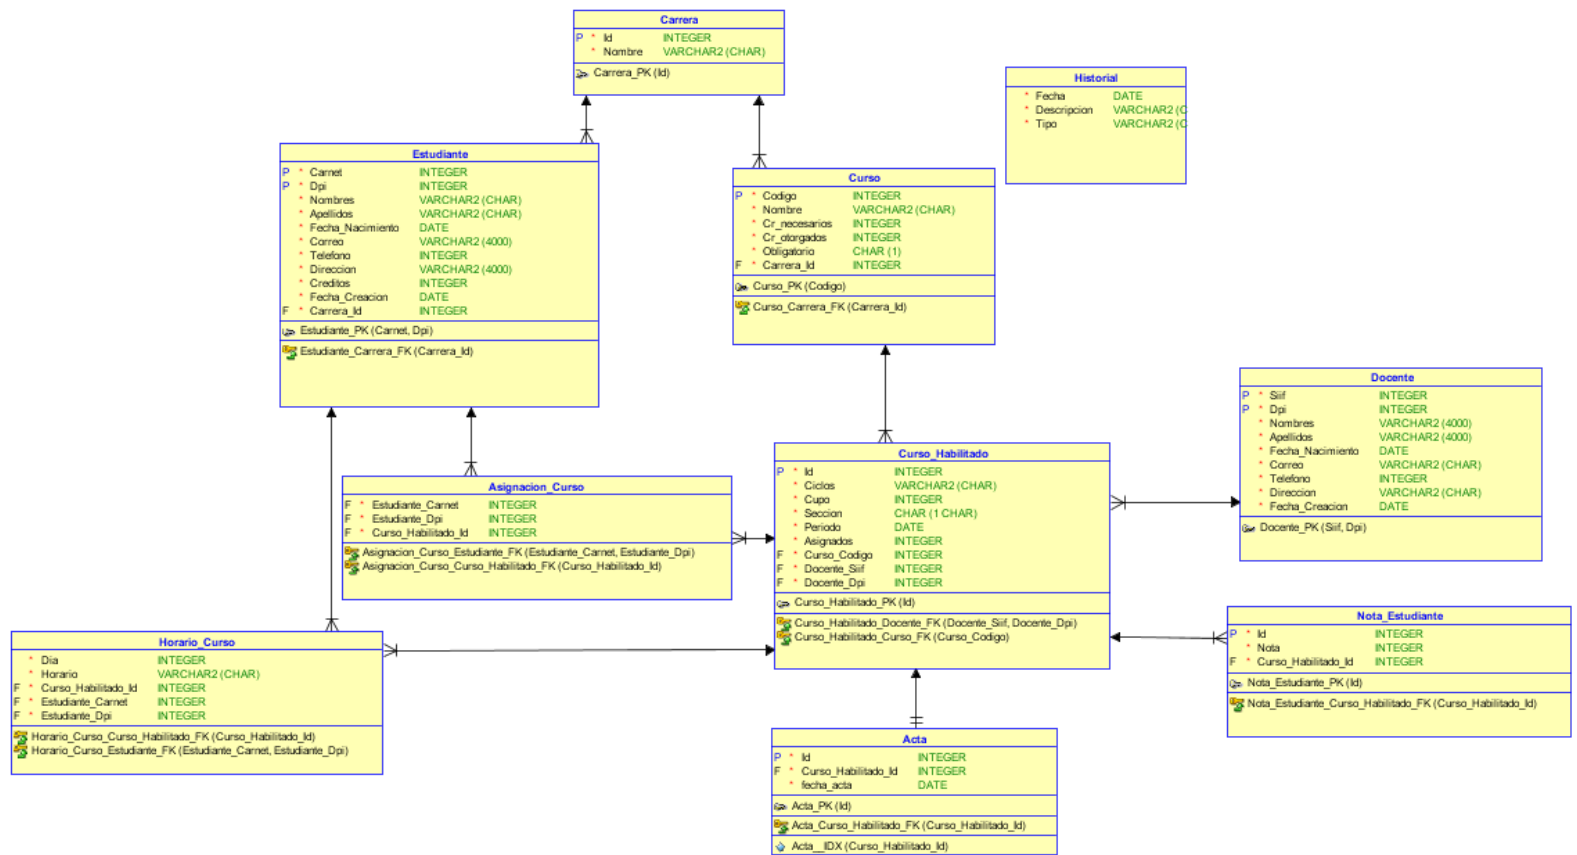 Carrera
P * Id INTEGER
* Nombre VARCHAR2 (CHAR)
Carrera_PK (Id)
Historial
* Fecha DATE
* Descripcion VARCHAR2 (C
* Tipo VARCHAR2 (C
Estudiante
P * Carnet INTEGER
P * Dpi INTEGER
* Nombres VARCHAR2 (CHAR)
* Apellidos VARCHAR2 (CHAR)
* Fecha_Nacimiento DATE
* Correo VARCHAR2 (4000)
* Telefono INTEGER
* Direccion VARCHAR2 (4000)
* Creditos INTEGER
* Fecha_Creacion DATE
F * Carrera_Id INTEGER
Estudiante_PK (Carnet, Dpi)
Estudiante_Carrera_FK (Carrera_Id)
Curso
P * Codigo INTEGER
* Nombre VARCHAR2 (CHAR)
* Cr_necesarios INTEGER
* Cr_otorgados INTEGER
* Obligatorio CHAR (1)
F * Carrera_Id INTEGER
Curso_PK (Codigo)
Curso_Carrera_FK (Carrera_Id)
Docente
P * Siif INTEGER
P * Dpi INTEGER
* Nombres VARCHAR2 (4000)
* Apellidos VARCHAR2 (4000)
* Fecha_Nacimiento DATE
* Correo VARCHAR2 (CHAR)
* Telefono INTEGER
* Direccion VARCHAR2 (CHAR)
* Fecha_Creacion DATE
Docente_PK (Siif, Dpi)
Curso_Habilitado
P * Id INTEGER
* Ciclos VARCHAR2 (CHAR)
* Cupo INTEGER
* Seccion CHAR (1 CHAR)
* Periodo DATE
* Asignados INTEGER
F * Curso_Codigo INTEGER
F * Docente_Siif INTEGER
F * Docente_Dpi INTEGER
Curso_Habilitado_PK (Id)
Curso_Habilitado_Docente_FK (Docente_Siif, Docente_Dpi)
Curso_Habilitado_Curso_FK (Curso_Codigo)
Asignacion_Curso
F * Estudiante_Carnet INTEGER
F * Estudiante_Dpi INTEGER
F * Curso_Habilitado_Id INTEGER
Asignacion_Curso_Estudiante_FK (Estudiante_Carnet, Estudiante_Dpi)
Asignacion_Curso_Curso_Habilitado_FK (Curso_Habilitado_Id)
Horario_Curso
* Dia INTEGER
* Horario VARCHAR2 (CHAR)
F * Curso_Habilitado_Id INTEGER
F * Estudiante_Carnet INTEGER
F * Estudiante_Dpi INTEGER
Horario_Curso_Curso_Habilitado_FK (Curso_Habilitado_Id)
Horario_Curso_Estudiante_FK (Estudiante_Carnet, Estudiante_Dpi)
Nota_Estudiante
P * Id INTEGER
* Nota INTEGER
F * Curso_Habilitado_Id INTEGER
Nota_Estudiante_PK (Id)
Nota_Estudiante_Curso_Habilitado_FK (Curso_Habilitado_Id)
Acta
P * Id INTEGER
F * Curso_Habilitado_Id INTEGER
* fecha_acta DATE
Acta_PK (Id)
Acta_Curso_Habilitado_FK (Curso_Habilitado_Id)
Acta__IDX (Curso_Habilitado_Id)